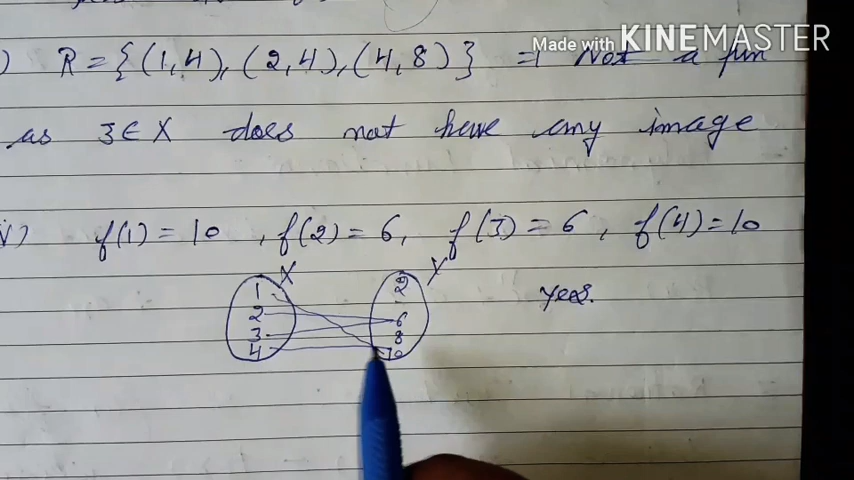 Made with KINEMASTER
) R = {(1,4), (2,4), (4,8)} ⇒ Not a fun
as 3 ∈ X does not have any image
v) f(1) = 10 , f(2) = 6, f(3) = 6 , f(4) = 10
X Y
1 2
2 6
3 8
4 10
yes.